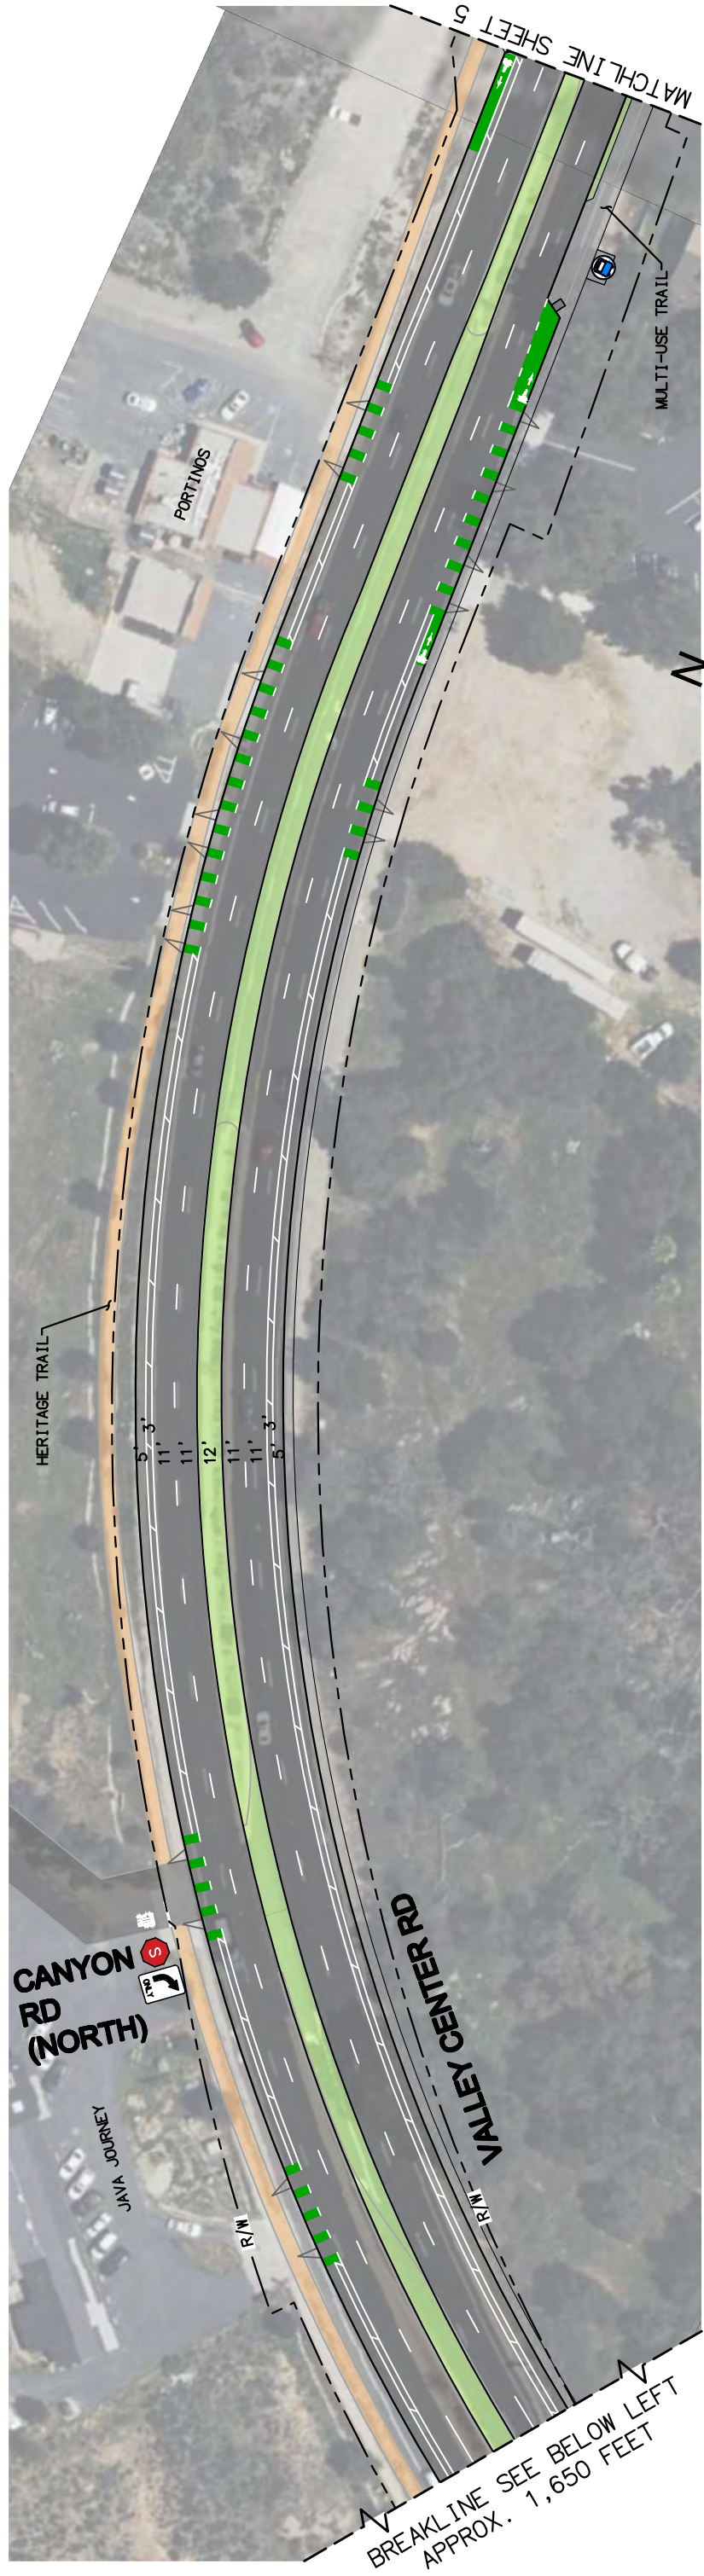 MATCHLINE SHEET 5
MULTI-USE TRAIL
PORTINOS
N
HERITAGE TRAIL
5' 3' 11' 11' 12' 11' 11' 3' 5'
CANYON
RD
(NORTH)
S
ONLY
VALLEY CENTER RD
JAVA JOURNEY
R/W
R/W
BREAKLINE SEE BELOW LEFT
APPROX. 1,650 FEET